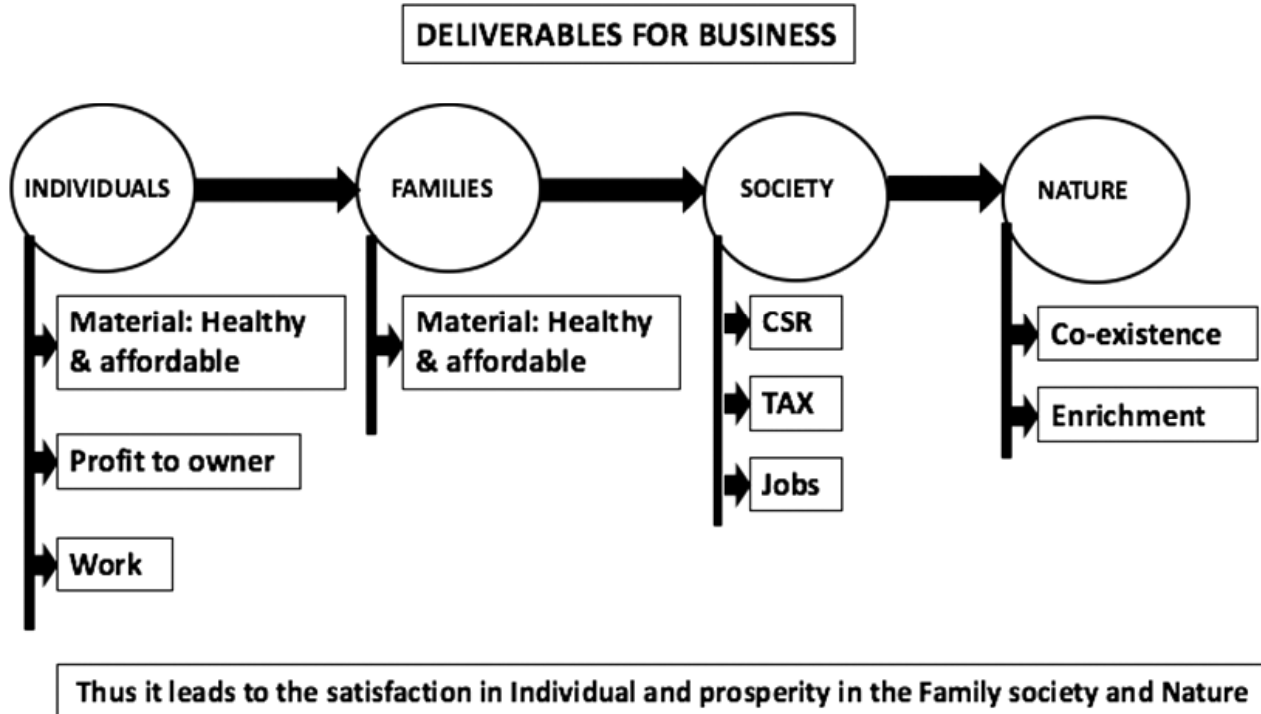 DELIVERABLES FOR BUSINESS
INDIVIDUALS
FAMILIES
SOCIETY
NATURE
Material: Healthy
& affordable
Profit to owner
Work
Material: Healthy
& affordable
CSR
TAX
Jobs
Co-existence
Enrichment
Thus it leads to the satisfaction in Individual and prosperity in the Family society and Nature